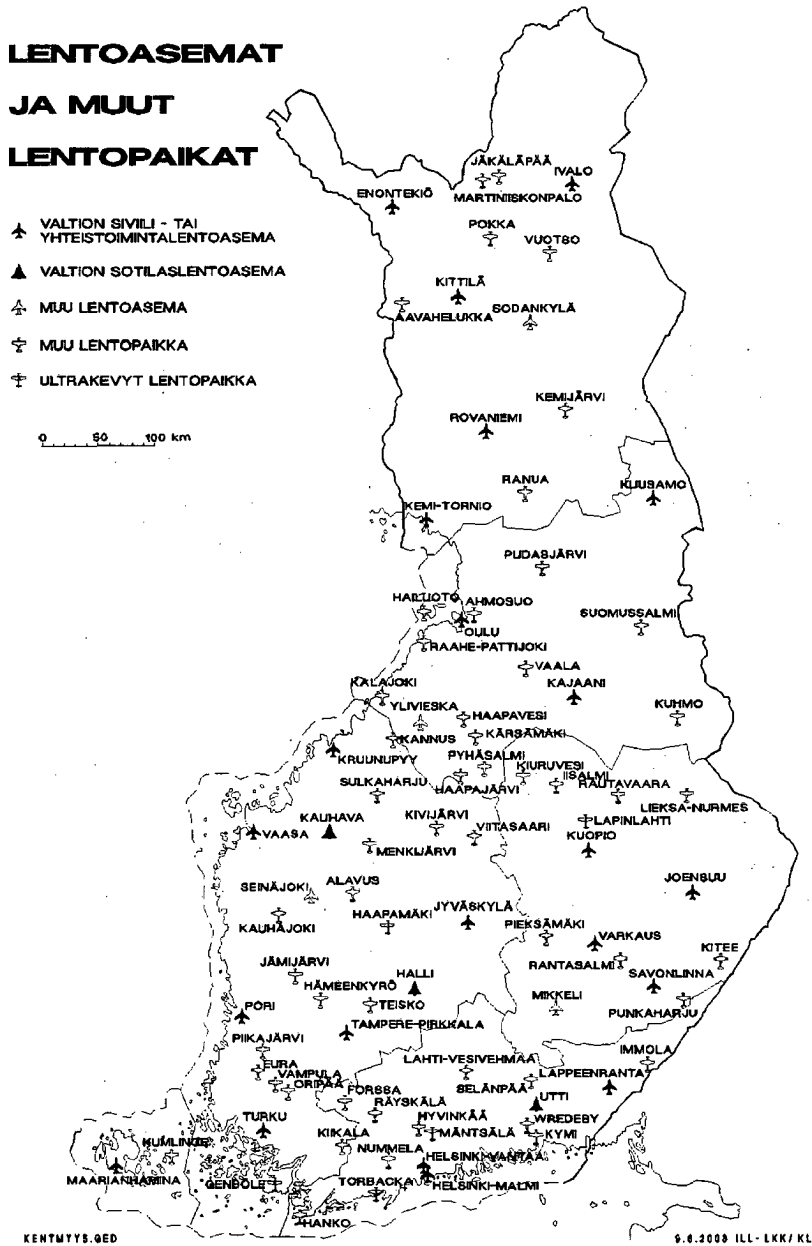 LENTOASEMAT
JA MUUT
LENTOPAIKAT
VALTION SIVIILI - TAI
YHTEISTOIMINTALENTOASEMA
VALTION SOTILASLENTOASEMA
MUU LENTOASEMA
MUU LENTOPAIKKA
ULTRAKEVYT LENTOPAIKKA
0 50 100 km
JÄKÄLÄPÄÄ
IVALO
ENONTEKIÖ
MARTINIISKONPALO
POKKA
VUOTSO
KITTILÄ
AAVAHELUKKA
SODANKYLÄ
KEMIJÄRVI
ROVANIEMI
RANUA
KUUSAMO
KEMI-TORNIO
PUDASJÄRVI
HAILUOTO
AHMOSUO
SUOMUSSALMI
OULU
RAAHE-PATTIJOKI
VAALA
KALAJOKI
KAJAANI
YLIVIESKA
HAAPAVESI
KUHMO
KANNUS
KÄRSÄMÄKI
KRUUNUPYY
PYHÄSALMI
KIURUVESI
IISALMI
SULKAHARJU
HAAPAJÄRVI
RAUTAVAARA
LIEKSA-NURMES
KAUHAVA
KIVIJÄRVI
LAPINLAHTI
VAASA
VIITASAARI
KUOPIO
MENKIJÄRVI
SEINÄJOKI
ALAVUS
JOENSUU
HAAPAMÄKI
JYVÄSKYLÄ
KAUHAJOKI
PIEKSÄMÄKI
VARKAUS
KITEE
RANTASALMI
JÄMIJÄRVI
HALLI
SAVONLINNA
HÄMEENKYRÖ
TEISKO
MIKKELI
PUNKAHARJU
PORI
TAMPERE-PIRKKALA
PIIKAJÄRVI
IMMOLA
EURA
LAHTI-VESIVEHMAA
VAMPULA
LAPPEENRANTA
ORIPÄÄ
FORSSA
SELÄNPÄÄ
RÄYSKÄLÄ
UTTI
TURKU
HYVINKÄÄ
WREDEBY
KIIKALA
MÄNTSÄLÄ
KYMI
KUMLINGE
NUMMELA
HELSINKI-VANTAA
MAARIANHAMINA
GENBÖLE
TORBACKA
HELSINKI-MALMI
HANKO
KENTMYYS.GED
9.6.2003 ILL-LKK/KL